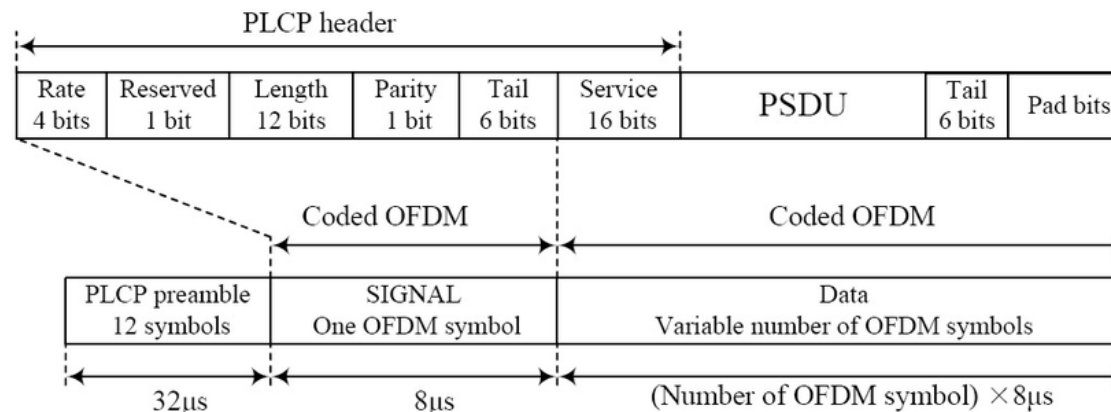 PLCP header
Rate
4 bits
Reserved
1 bit
Length
12 bits
Parity
1 bit
Tail
6 bits
Service
16 bits
PSDU
Tail
6 bits
Pad bits
Coded OFDM
Coded OFDM
PLCP preamble
12 symbols
SIGNAL
One OFDM symbol
Data
Variable number of OFDM symbols
32μs
8μs
(Number of OFDM symbol) ×8μs